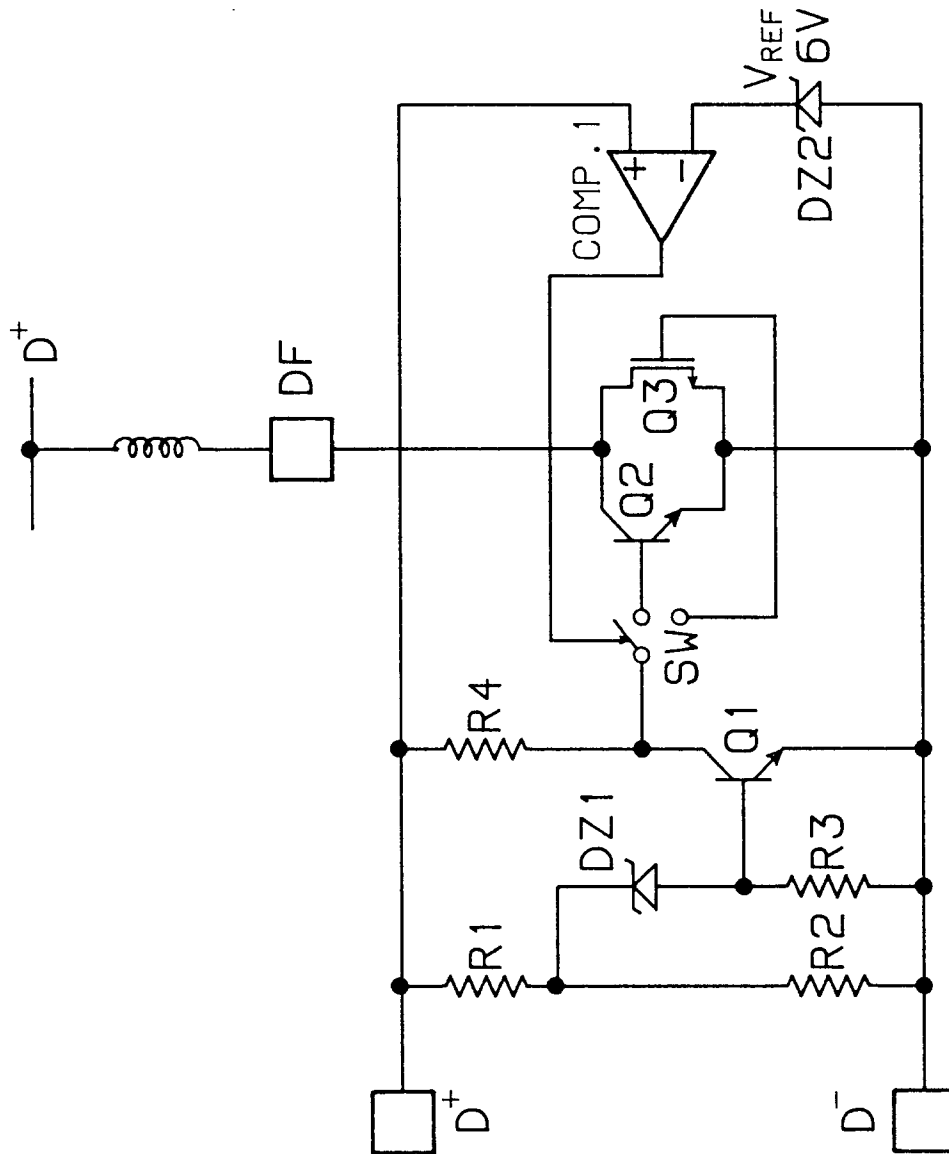 D+
DF
VREF
6V
COMP.1
DZ2
Q3
Q2
SW
R4
Q1
DZ1
R3
R1
R2
D+
D-
+
-